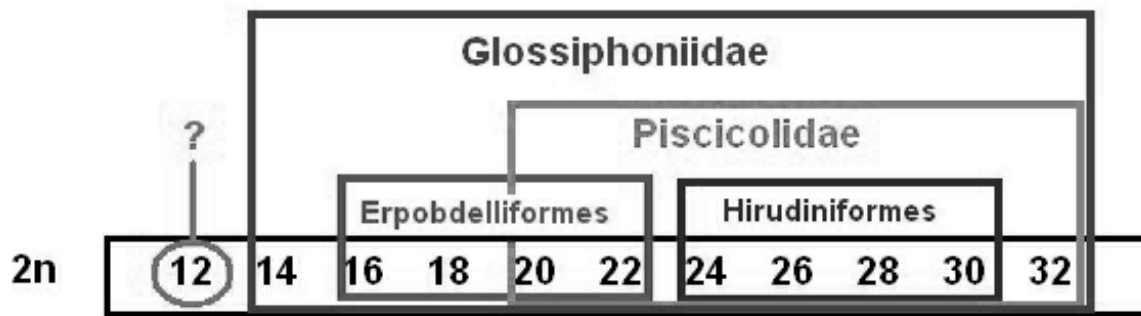 Glossiphoniidae
?
Piscicolidae
Erpobdelliformes Hirudiniformes
2n 12 14 16 18 20 22 24 26 28 30 32